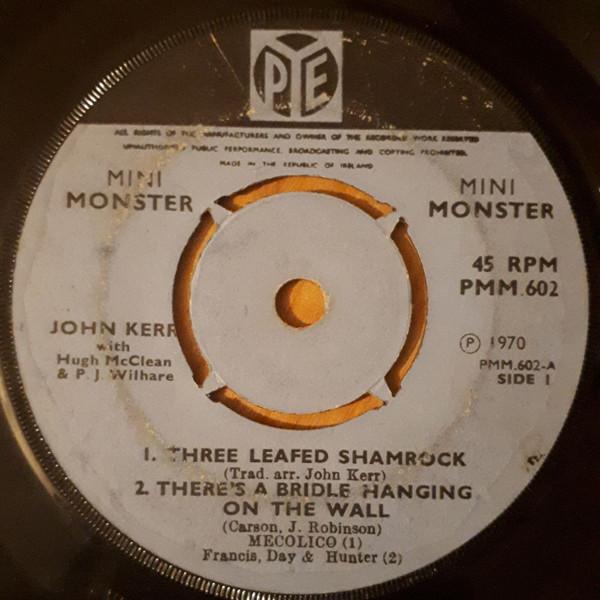 PYE
ALL RIGHTS OF THE MANUFACTURERS AND OWNER OF THE RECORDED WORK RESERVED
UNAUTHORISED PUBLIC PERFORMANCE, BROADCASTING AND COPYING PROHIBITED.
MADE IN THE REPUBLIC OF IRELAND
MINI
MONSTER
MINI
MONSTER
45 RPM
PMM.602
JOHN KERR
with
Hugh McClean
& P. J. Wilhare
℗ 1970
PMM.602-A
SIDE 1
1. THREE LEAFED SHAMROCK
(Trad. arr. John Kerr)
2. THERE'S A BRIDLE HANGING
ON THE WALL
(Carson, J. Robinson)
MECOLICO (1)
Francis, Day & Hunter (2)